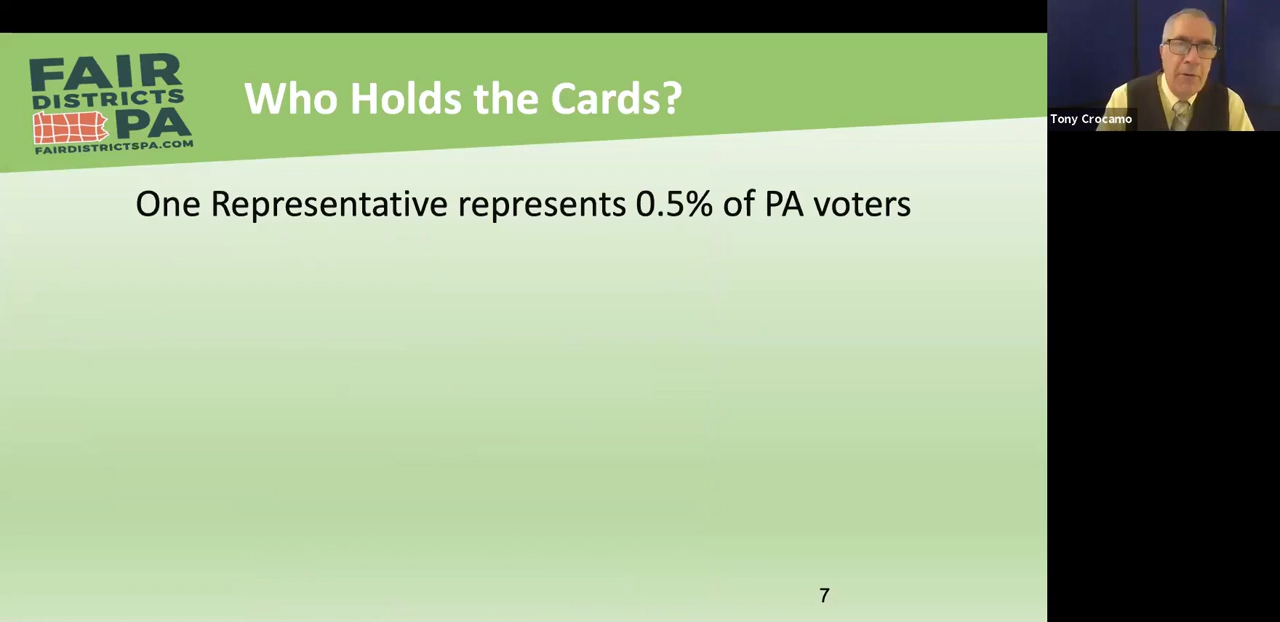 FAIR
DISTRICTS
PA
FAIRDISTRICTSPA.COM
Who Holds the Cards?
Tony Crocamo
One Representative represents 0.5% of PA voters
7